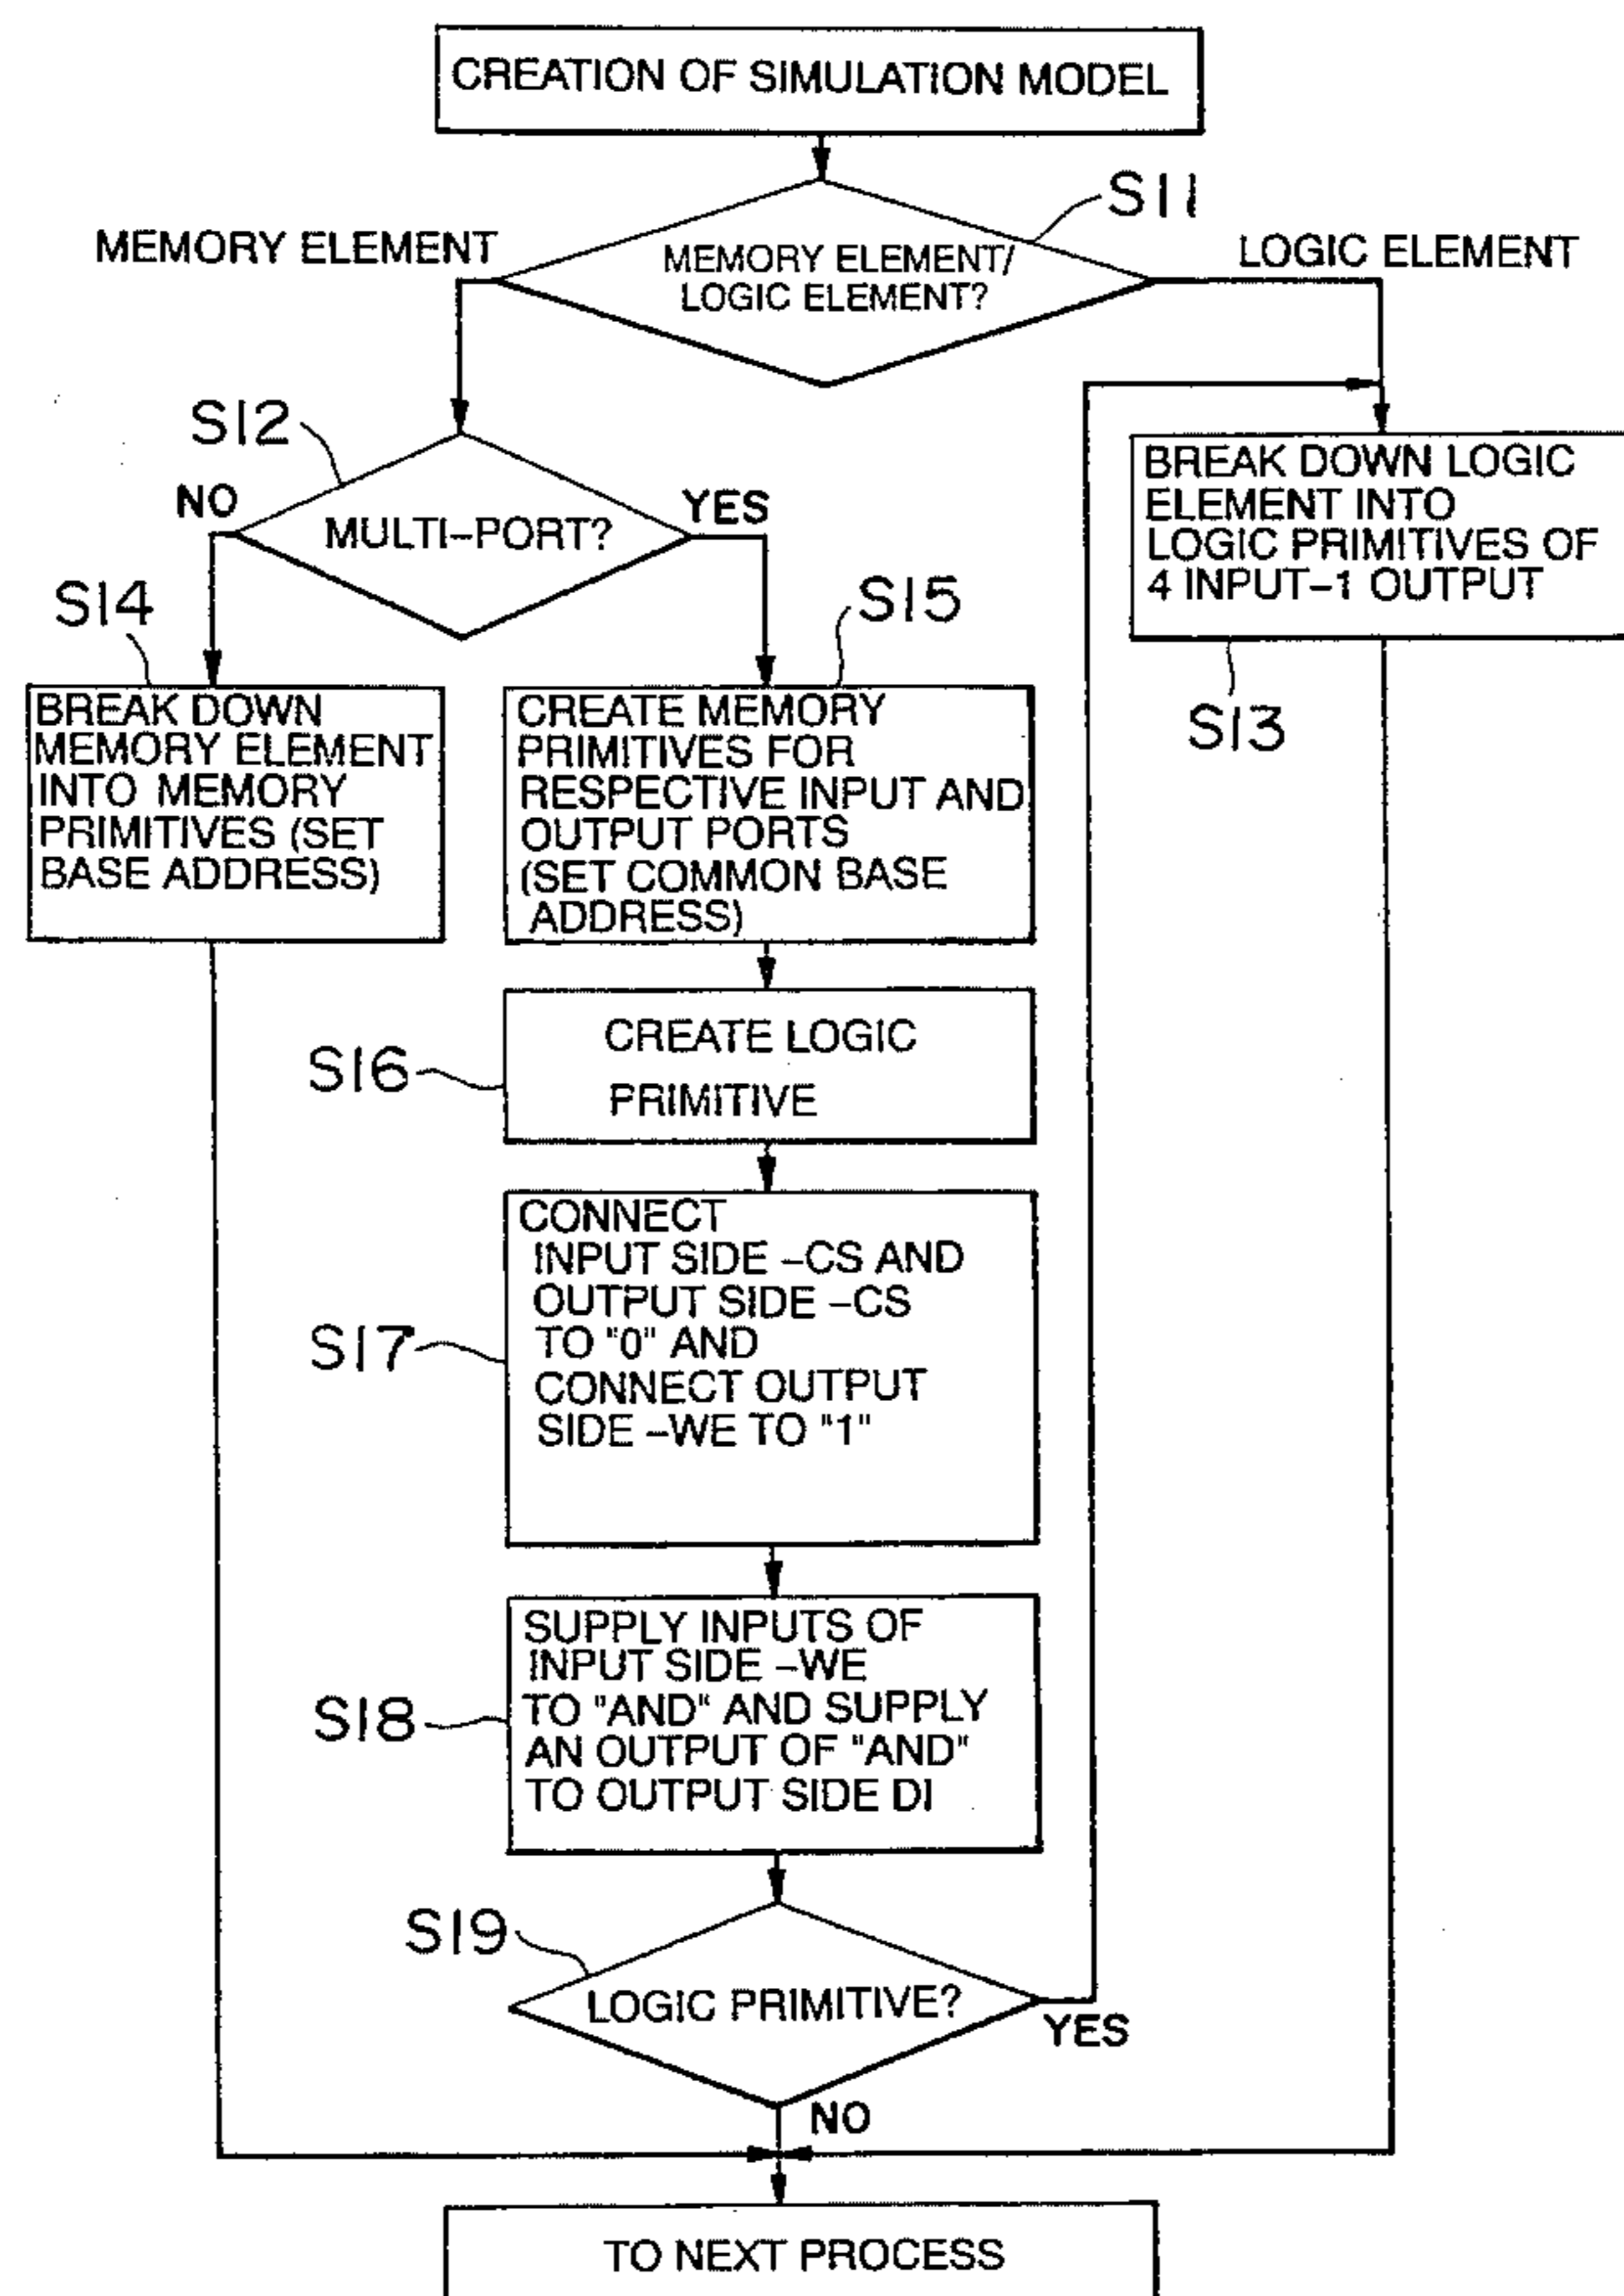 CREATION OF SIMULATION MODEL
S11
MEMORY ELEMENT
MEMORY ELEMENT/
LOGIC ELEMENT?
LOGIC ELEMENT
S12
NO
MULTI-PORT?
YES
BREAK DOWN LOGIC
ELEMENT INTO
LOGIC PRIMITIVES OF
4 INPUT-1 OUTPUT
S13
S14
S15
BREAK DOWN
MEMORY ELEMENT
INTO MEMORY
PRIMITIVES (SET
BASE ADDRESS)
CREATE MEMORY
PRIMITIVES FOR
RESPECTIVE INPUT AND
OUTPUT PORTS
(SET COMMON BASE
ADDRESS)
S16
CREATE LOGIC
PRIMITIVE
S17
CONNECT
INPUT SIDE -CS AND
OUTPUT SIDE -CS
TO "0" AND
CONNECT OUTPUT
SIDE -WE TO "1"
S18
SUPPLY INPUTS OF
INPUT SIDE -WE
TO "AND" AND SUPPLY
AN OUTPUT OF "AND"
TO OUTPUT SIDE DI
S19
LOGIC PRIMITIVE?
YES
NO
TO NEXT PROCESS